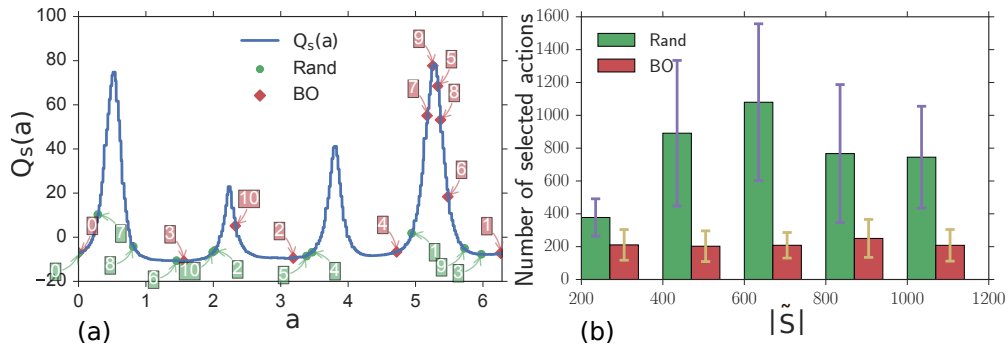 100
80
60
40
20
0
−20
Qs(a)
Qs(a)
Rand
BO
0
0
7
8
3
9
10
10
2
2
5
4
4
1
9
3
7
9
5
8
6
1
0 1 2 3 4 5 6
a
(a)
1600
1400
1200
1000
800
600
400
200
0
Number of selected actions
Rand
BO
200 400 600 800 1000 1200
|S̃|
(b)